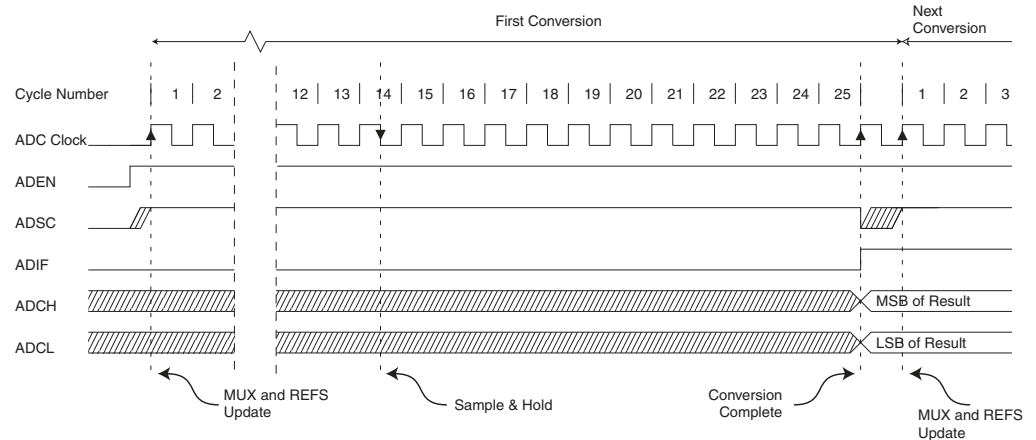 First Conversion
Next
Conversion
Cycle Number 1 2 12 13 14 15 16 17 18 19 20 21 22 23 24 25 1 2 3
ADC Clock
ADEN
ADSC
ADIF
ADCH MSB of Result
ADCL LSB of Result
MUX and REFS
Update
Sample & Hold
Conversion
Complete
MUX and REFS
Update